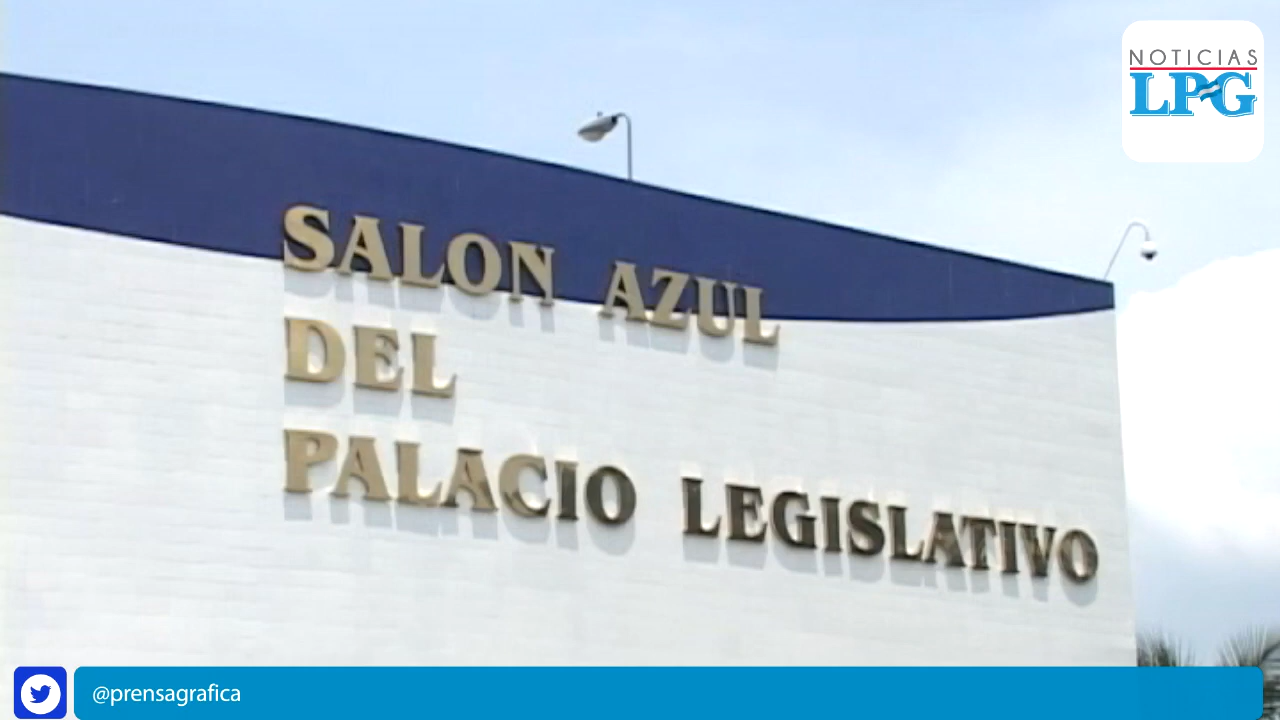 NOTICIAS
LPG
SALON AZUL
DEL
PALACIO LEGISLATIVO
@prensagrafica